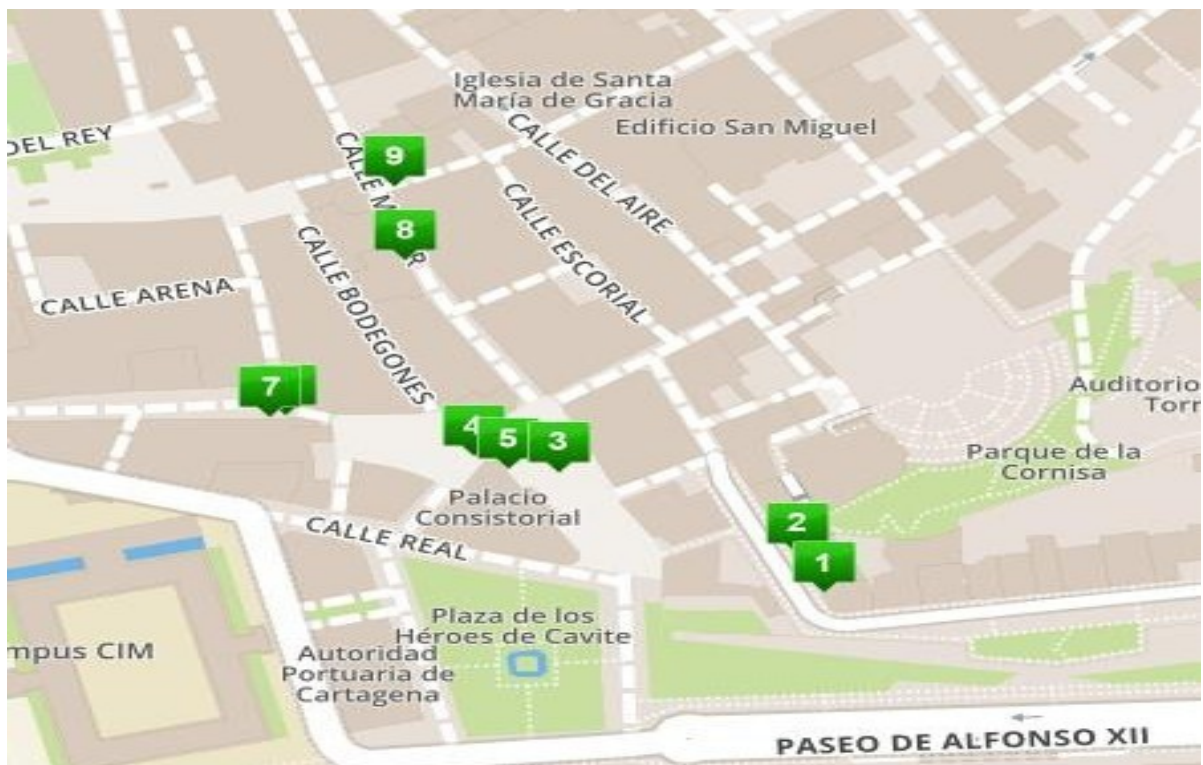 Iglesia de Santa
María de Gracia
Edificio San Miguel
DEL REY
CALLE DEL AIRE
9
CALLE M
R
8
CALLE ESCORIAL
CALLE BODEGONES
CALLE ARENA
7
Auditorio
Torr
4
5
3
Parque de la
Cornisa
Palacio
Consistorial
2
CALLE REAL
1
Plaza de los
Héroes de Cavite
mpus CIM
Autoridad
Portuaria de
Cartagena
PASEO DE ALFONSO XII